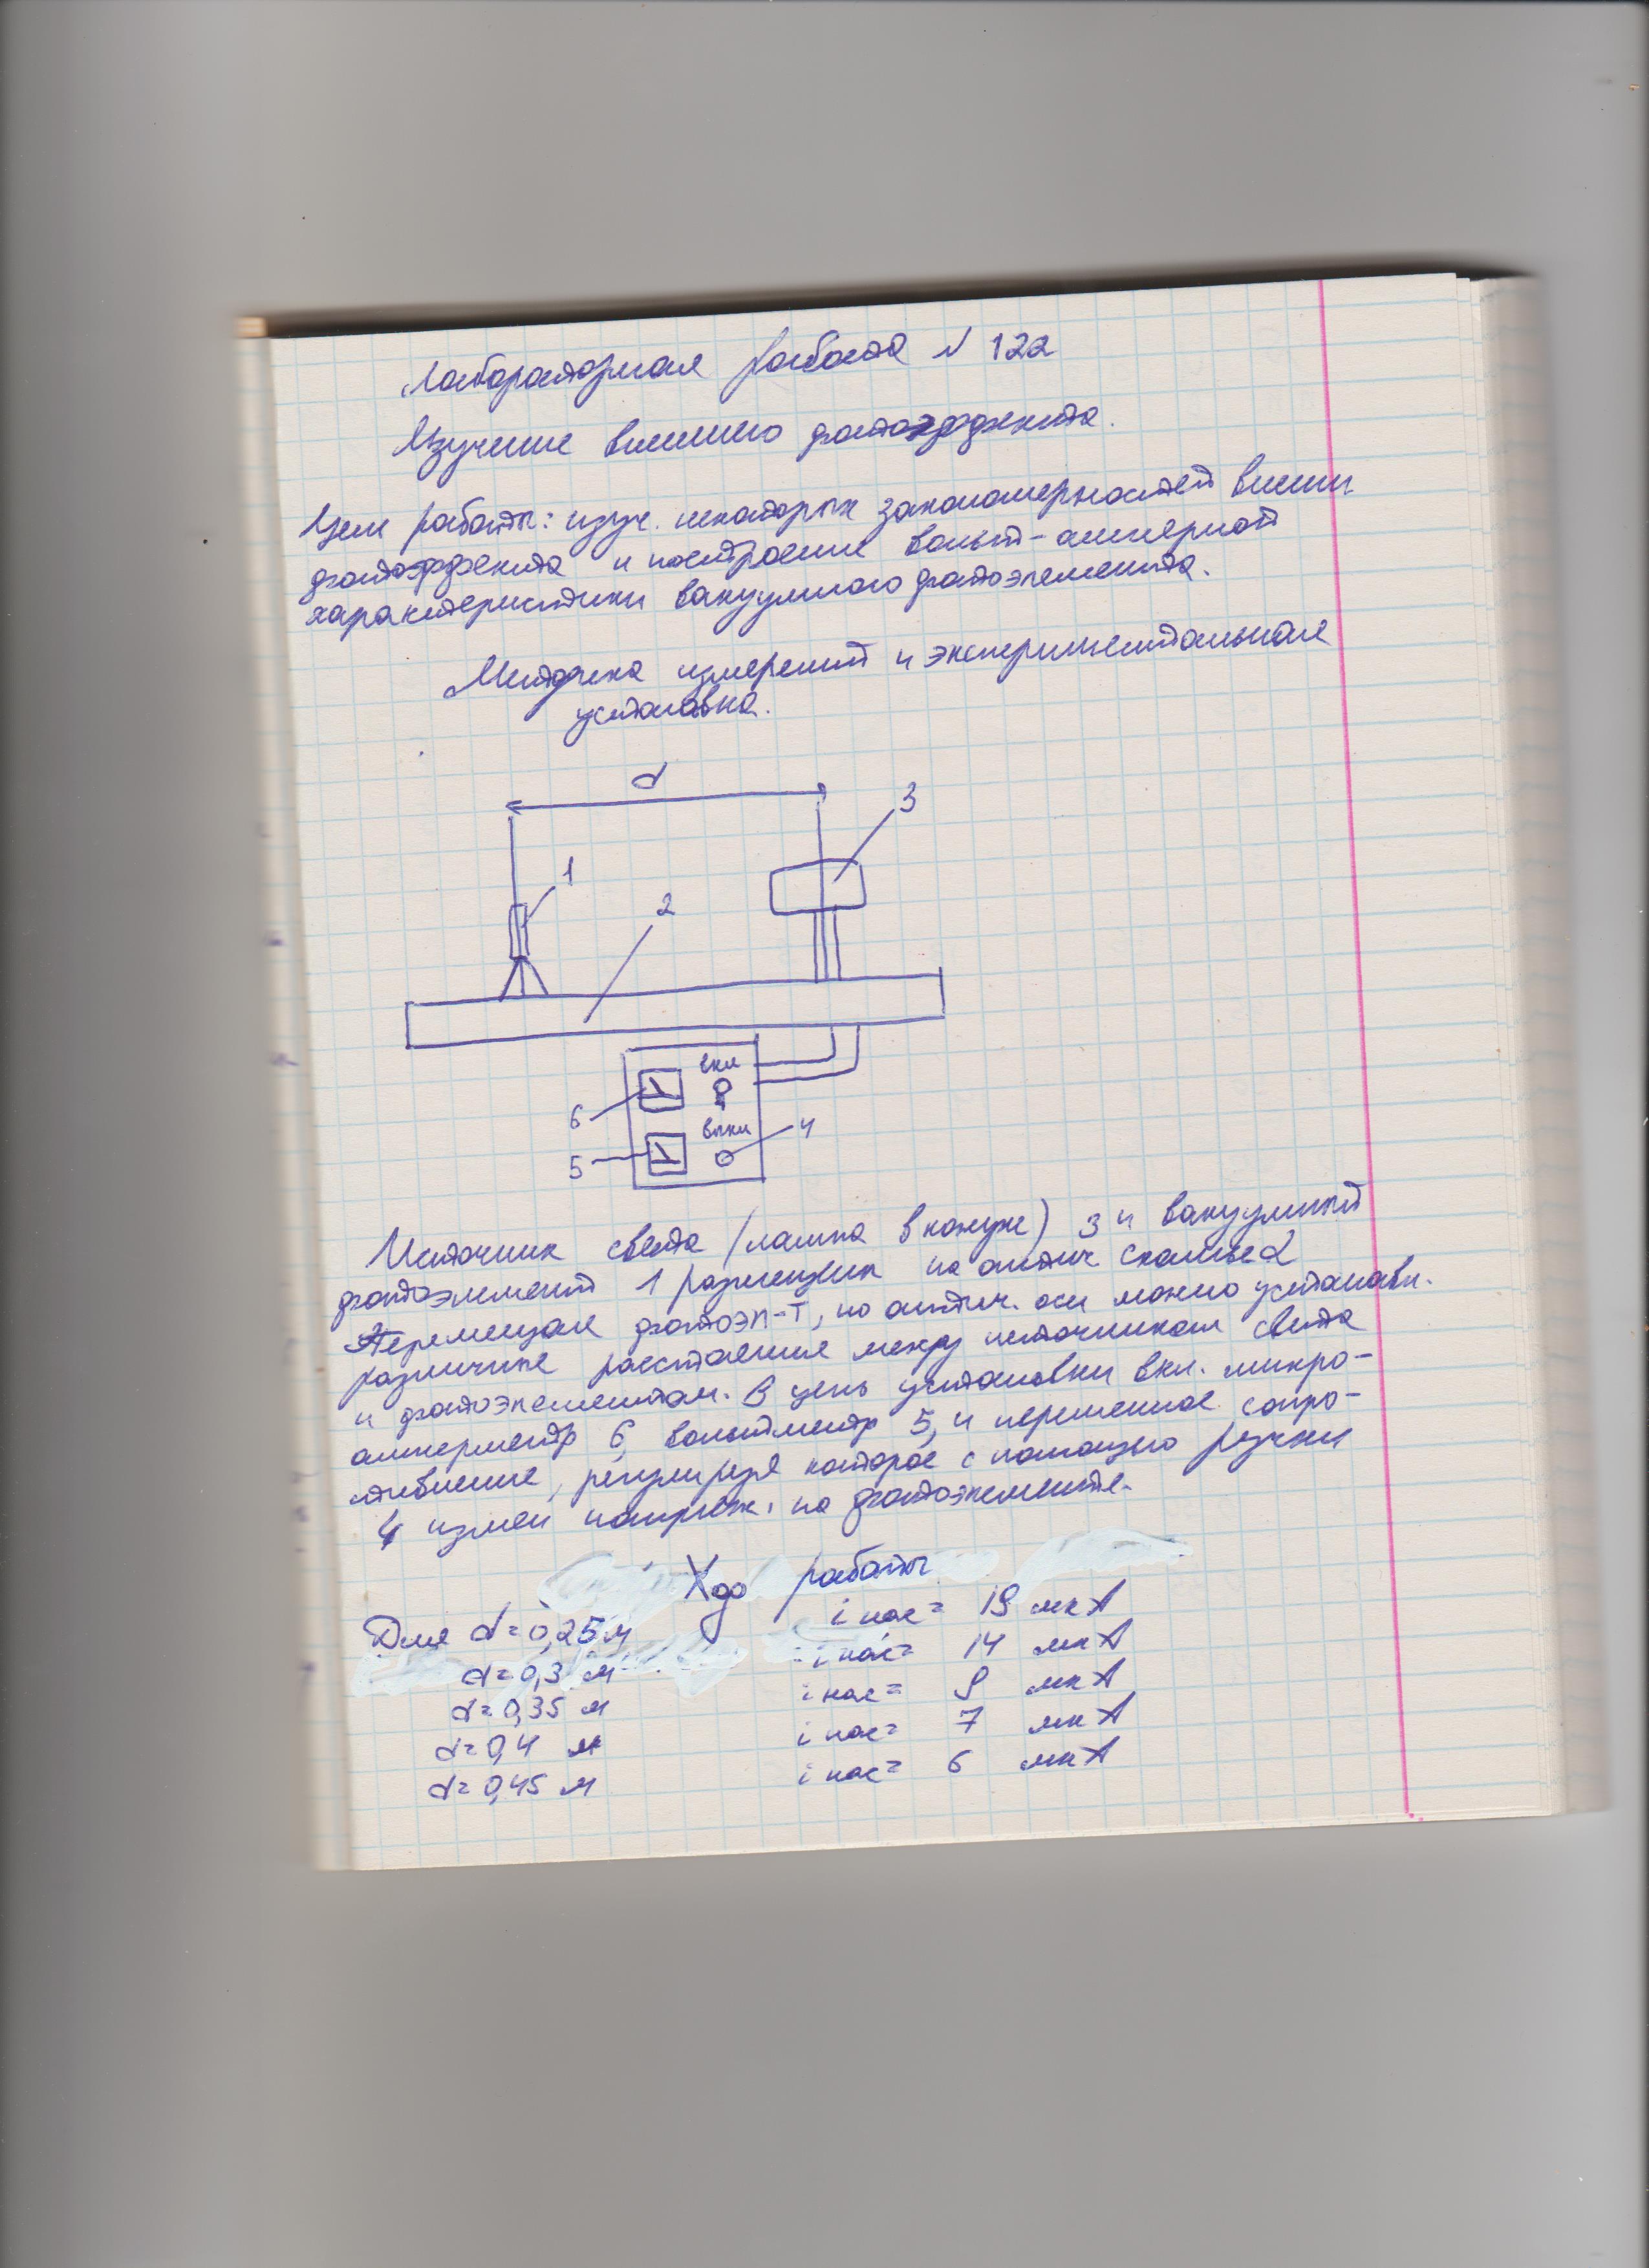 Лабораторная работа N 122
Изучение внешнего фотоэффекта.
Цель работы: изуч. некоторых закономерностей внешн
фотоэффекта и построение вольт-амперной
характеристики вакуумного фотоэлемента.
Методика измерений и экспериментальная
установка.
d
3
1
2
вкл
6
выкл
4
5
Источник света (лампа в кожухе) 3 и вакуумный
фотоэлемент 1 размещен на оптич скамье 2
Перемещая фотоэл-т, по оптич. оси можно установл.
различные расстояния между источником света
и фотоэлементом. В цепь установки вкл. микро-
амперметр 6, вольтметр 5, и переменное сопро-
тивление, регулируя которое с помощью ручки
4 измен напряж. на фотоэлементе.
Ход работы
Для d=0,25 м i нас= 19 мкА
d=0,3 м i нас= 14 мкА
d=0,35 м i нас= 9 мкА
d=0,4 м i нас= 7 мкА
d=0,45 м i нас= 6 мкА